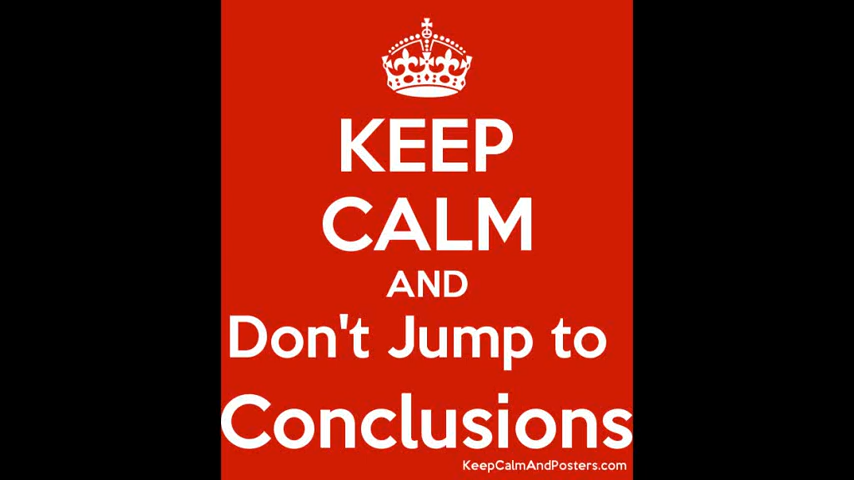 KEEP
CALM
AND
Don't Jump to
Conclusions
KeepCalmAndPosters.com